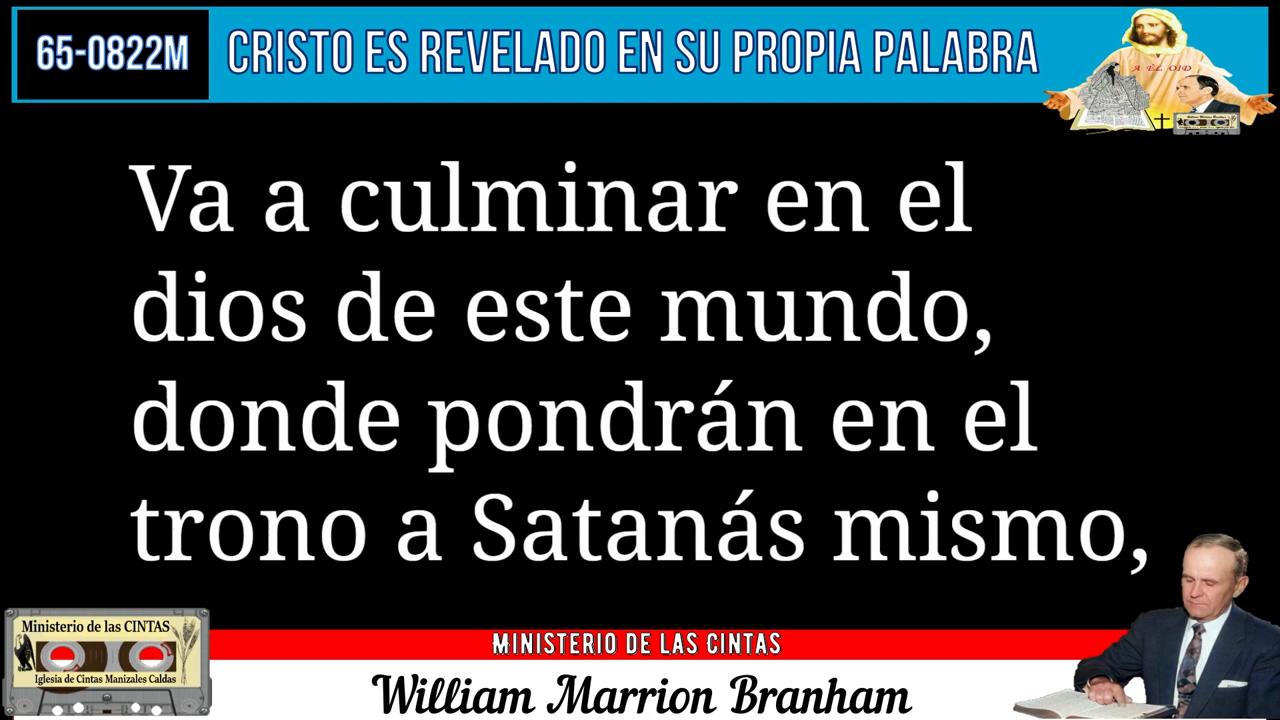 65-0822M CRISTO ES REVELADO EN SU PROPIA PALABRA
A ÉL OID
Va a culminar en el
dios de este mundo,
donde pondrán en el
trono a Satanás mismo,
Ministerio de las CINTAS
Iglesia de Cintas Manizales Caldas
MINISTERIO DE LAS CINTAS
William Marrion Branham